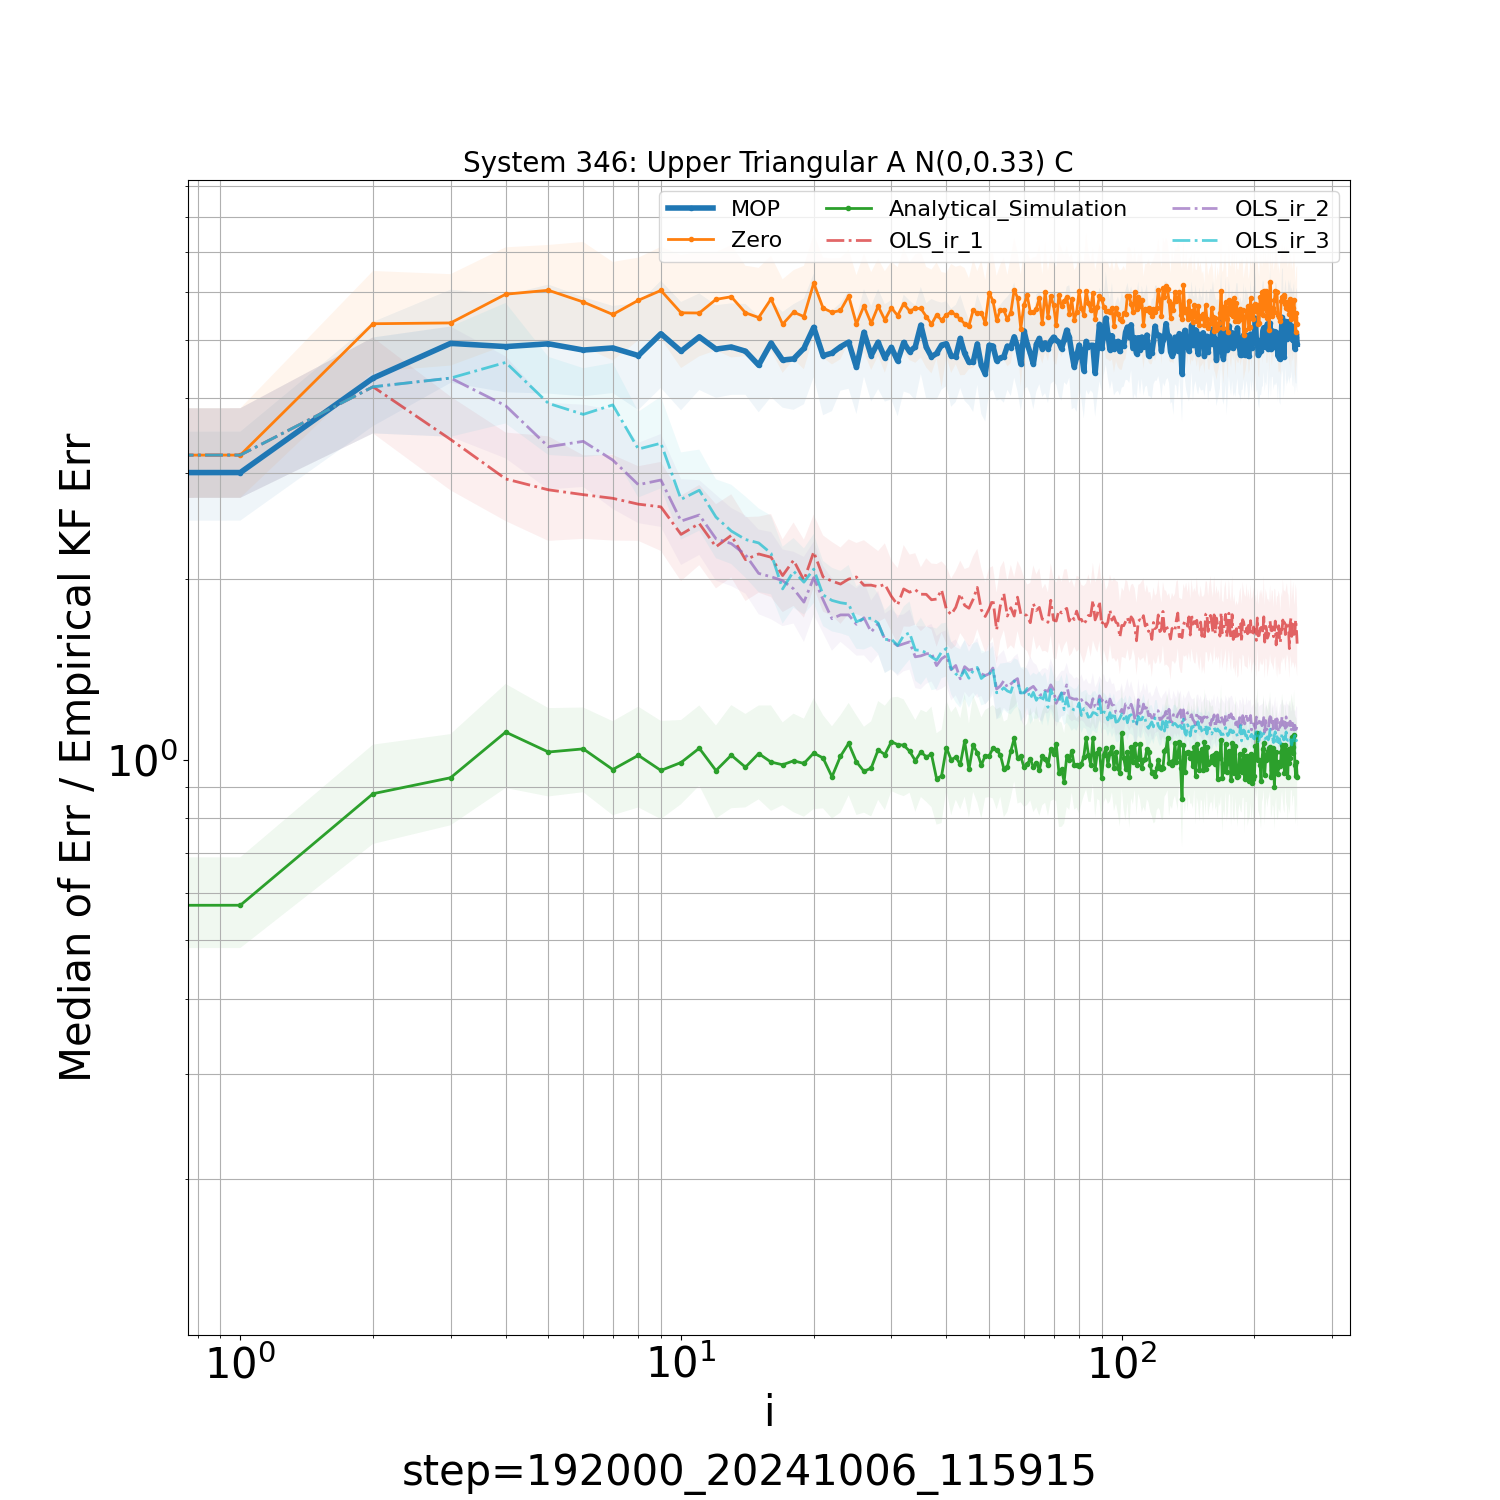 System 346: Upper Triangular A N(0,0.33) C
MOP
Zero
Analytical_Simulation
OLS_ir_1
OLS_ir_2
OLS_ir_3
Median of Err / Empirical KF Err
10⁰
10⁰
10¹
10²
i
step=192000_20241006_115915